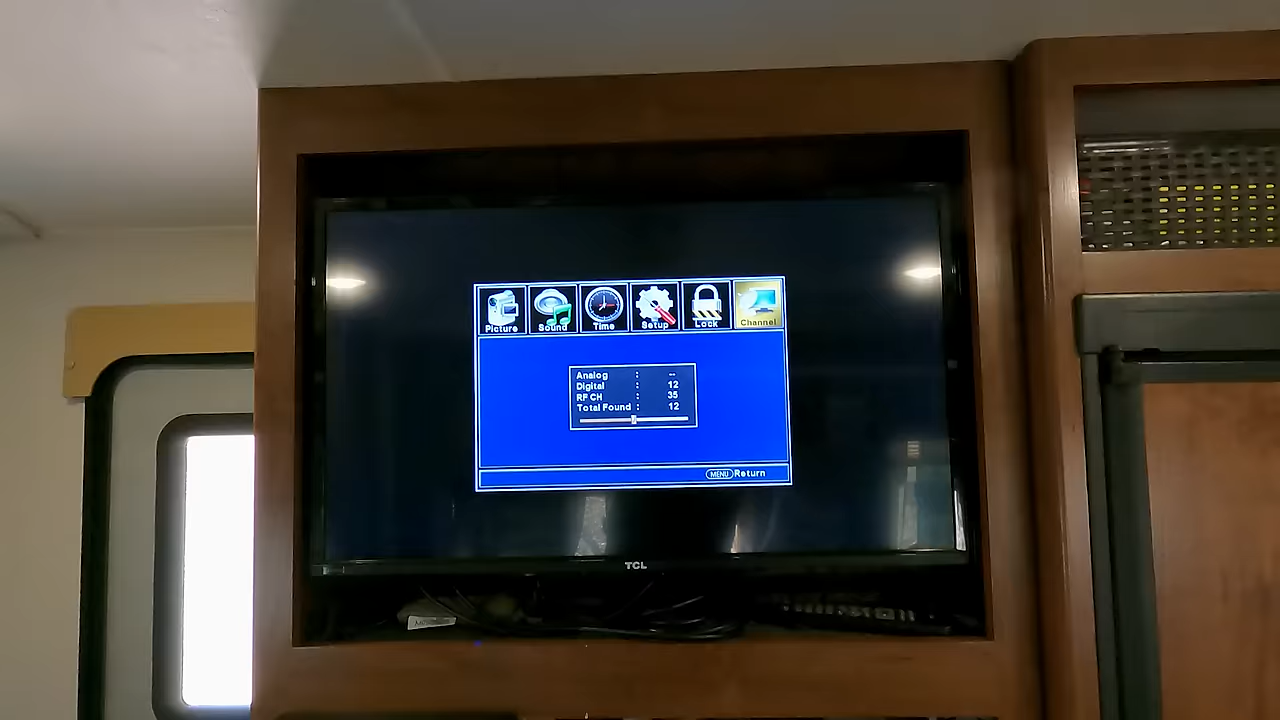 Picture Sound Time Setup Lock Channel
Analog : --
Digital : 12
RF CH : 35
Total Found : 12
MENU Return
TCL